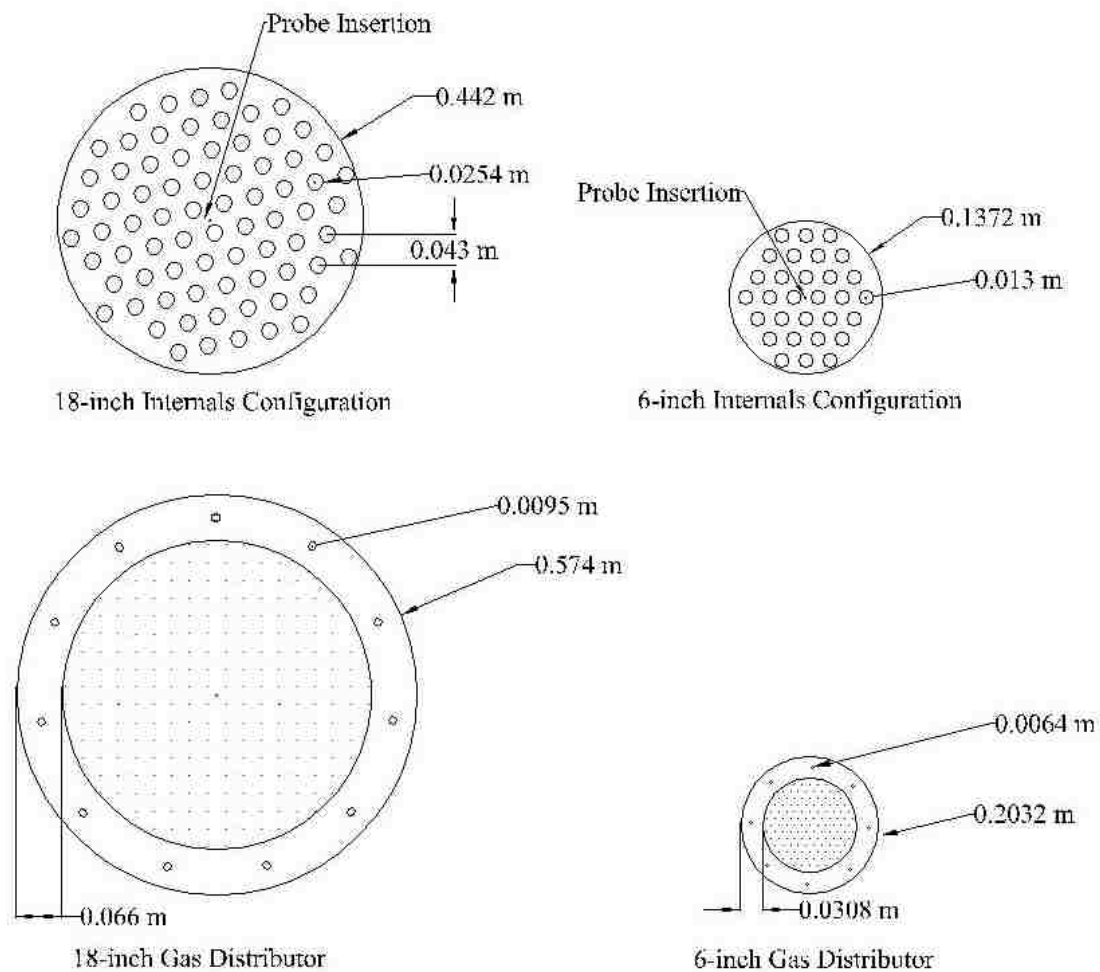 Probe Insertion
0.442 m
0.0254 m
0.043 m
18-inch Internals Configuration
Probe Insertion
0.1372 m
0.013 m
6-inch Internals Configuration
0.0095 m
0.574 m
0.066 m
18-inch Gas Distributor
0.0064 m
0.2032 m
0.0308 m
6-inch Gas Distributor